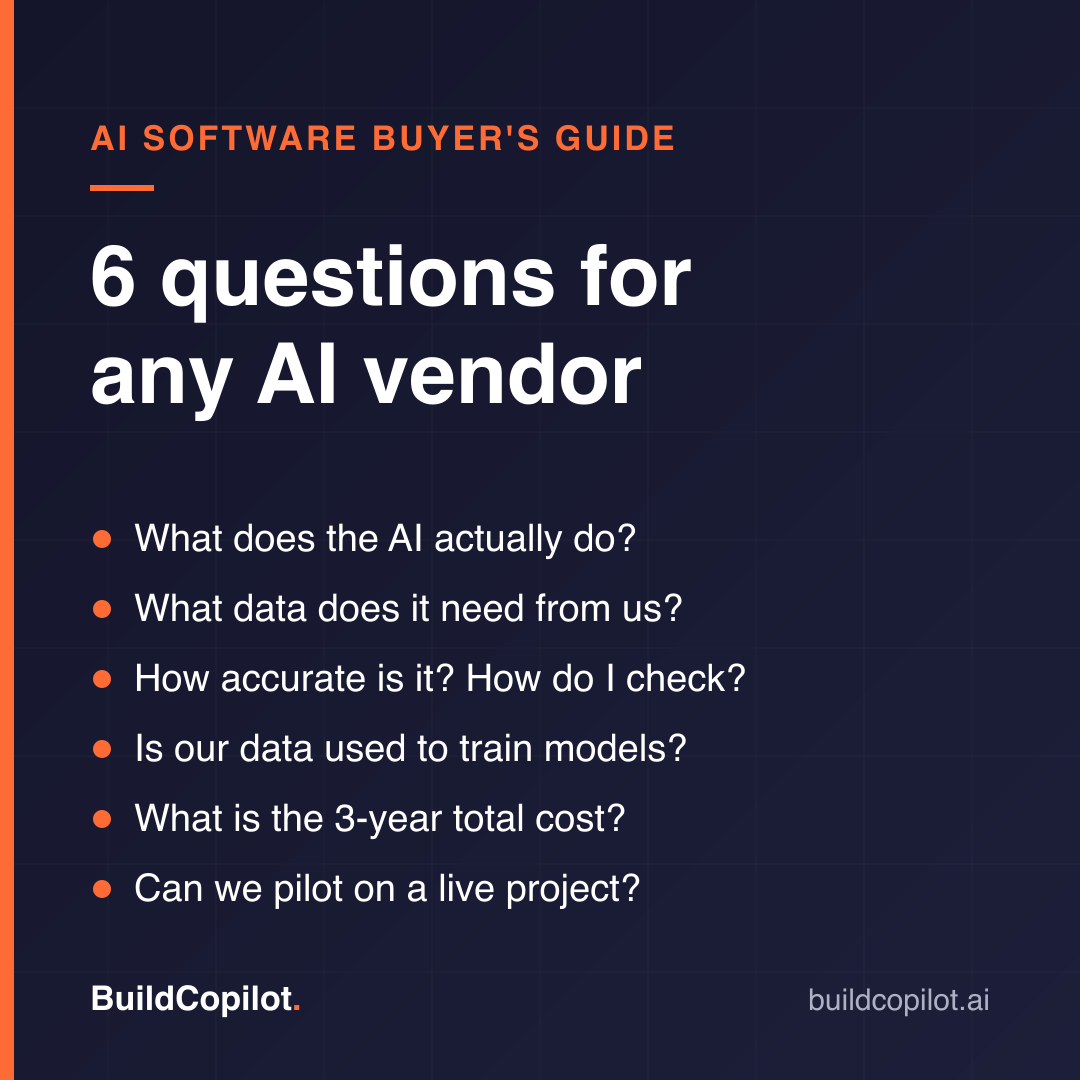 AI SOFTWARE BUYER'S GUIDE
6 questions for
any AI vendor
What does the AI actually do?
What data does it need from us?
How accurate is it? How do I check?
Is our data used to train models?
What is the 3-year total cost?
Can we pilot on a live project?
BuildCopilot.
buildcopilot.ai